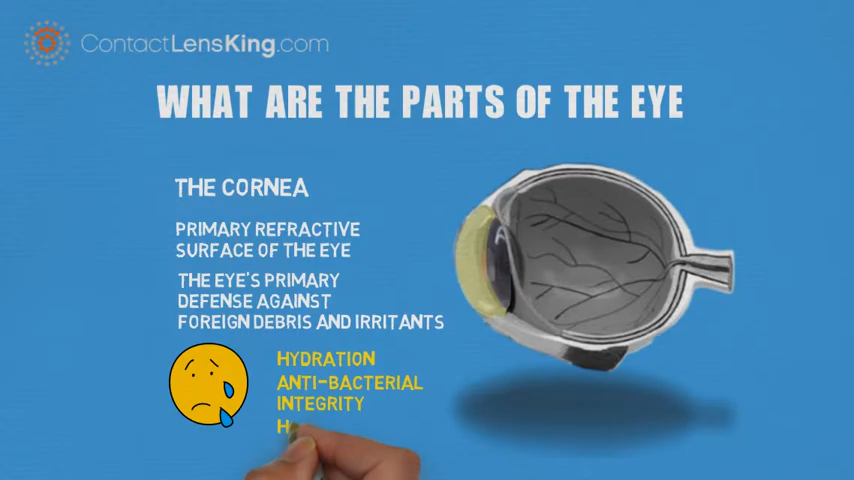 ContactLensKing.com
WHAT ARE THE PARTS OF THE EYE
THE CORNEA
PRIMARY REFRACTIVE
SURFACE OF THE EYE
THE EYE'S PRIMARY
DEFENSE AGAINST
FOREIGN DEBRIS AND IRRITANTS
HYDRATION
ANTI-BACTERIAL
INTEGRITY
H